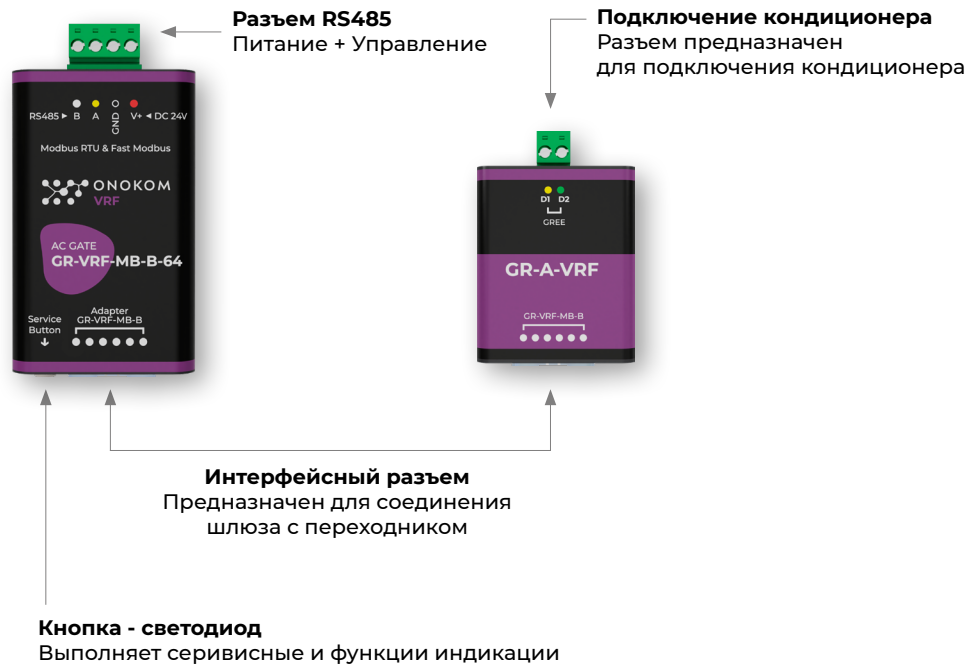 Разъем RS485
Питание + Управление
Подключение кондиционера
Разъем предназначен
для подключения кондиционера
RS485 ► B A GND V+ ◄ DC 24V
Modbus RTU & Fast Modbus
ONOKOM
VRF
AC GATE
GR-VRF-MB-B-64
Adapter
GR-VRF-MB-B
Service
Button
D1 D2
GREE
GR-A-VRF
GR-VRF-MB-B
Интерфейсный разъем
Предназначен для соединения
шлюза с переходником
Кнопка - светодиод
Выполняет серивисные и функции индикации